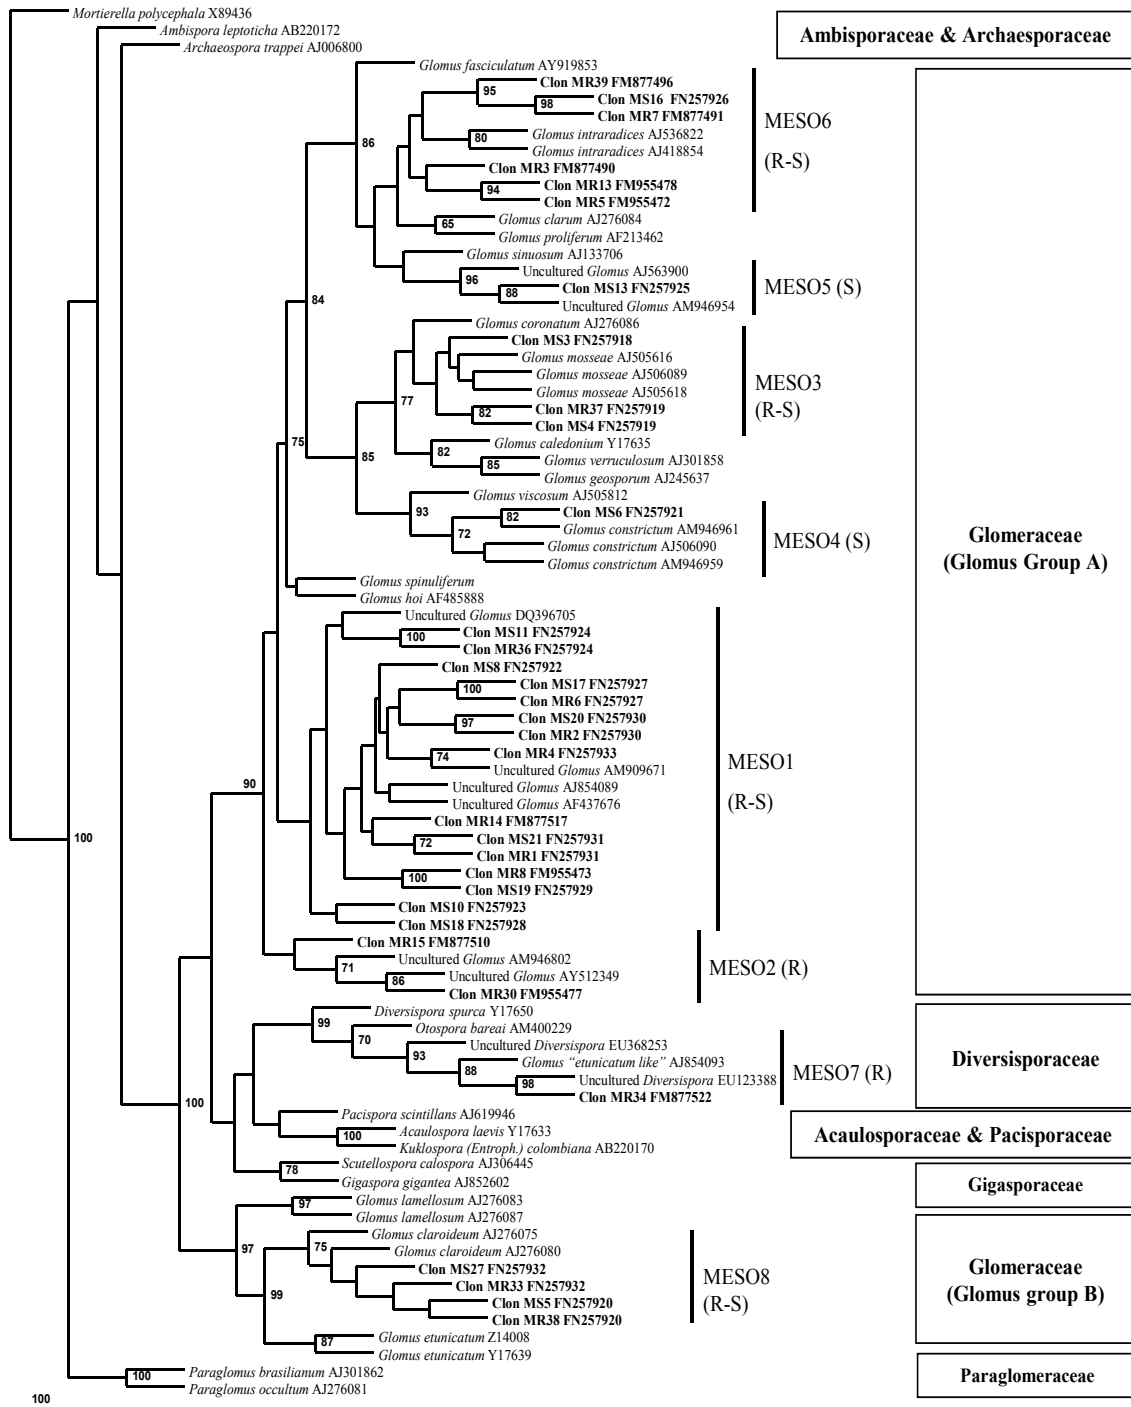 Mortierella polycephala X89436
Ambispora leptoticha AB220172
Archaeospora trappei AJ006800
Ambisporaceae & Archaesporaceae
Glomus fasciculatum AY919853
Clon MR39 FM877496
95
Clon MS16 FN257926
98
Clon MR7 FM877491
MESO6
(R-S)
Glomus intraradices AJ536822
80
Glomus intraradices AJ418854
86
Clon MR3 FM877490
Clon MR13 FM955478
94
Clon MR5 FM955472
Glomus clarum AJ276084
65
Glomus proliferum AF213462
Glomus sinuosum AJ133706
Uncultured Glomus AJ563900
96
Clon MS13 FN257925
88
Uncultured Glomus AM946954
MESO5 (S)
84
Glomus coronatum AJ276086
Clon MS3 FN257918
Glomus mosseae AJ505616
Glomus mosseae AJ506089
Glomus mosseae AJ505618
77
Clon MR37 FN257919
82
Clon MS4 FN257919
MESO3
(R-S)
75
85
Glomus caledonium Y17635
82
Glomus verruculosum AJ301858
85
Glomus geosporum AJ245637
Glomus viscosum AJ505812
93
Clon MS6 FN257921
82
Glomus constrictum AM946961
72
Glomus constrictum AJ506090
Glomus constrictum AM946959
MESO4 (S)
Glomeraceae
(Glomus Group A)
Glomus spinuliferum
Glomus hoi AF485888
Uncultured Glomus DQ396705
Clon MS11 FN257924
100
Clon MR36 FN257924
Clon MS8 FN257922
Clon MS17 FN257927
100
Clon MR6 FN257927
Clon MS20 FN257930
97
Clon MR2 FN257930
Clon MR4 FN257933
74
Uncultured Glomus AM909671
MESO1
(R-S)
90
Uncultured Glomus AJ854089
Uncultured Glomus AF437676
Clon MR14 FM877517
Clon MS21 FN257931
72
Clon MR1 FN257931
Clon MR8 FM955473
100
Clon MS19 FN257929
Clon MS10 FN257923
Clon MS18 FN257928
100
Clon MR15 FM877510
Uncultured Glomus AM946802
71
Uncultured Glomus AY512349
86
Clon MR30 FM955477
MESO2 (R)
Diversispora spurca Y17650
99
Otospora bareai AM400229
70
Uncultured Diversispora EU368253
93
Glomus “etunicatum like” AJ854093
88
Uncultured Diversispora EU123388
98
Clon MR34 FM877522
MESO7 (R)
Diversisporaceae
100
Pacispora scintillans AJ619946
Acaulospora laevis Y17633
100
Kuklospora (Entroph.) colombiana AB220170
Acaulosporaceae & Pacisporaceae
Scutellospora calospora AJ306445
78
Gigaspora gigantea AJ852602
Gigasporaceae
Glomus lamellosum AJ276083
97
Glomus lamellosum AJ276087
97
Glomus claroideum AJ276075
75
Glomus claroideum AJ276080
Clon MS27 FN257932
Clon MR33 FN257932
99
Clon MS5 FN257920
Clon MR38 FN257920
MESO8
(R-S)
Glomeraceae
(Glomus group B)
Glomus etunicatum Z14008
87
Glomus etunicatum Y17639
Paraglomus brasilianum AJ301862
100
Paraglomus occultum AJ276081
Paraglomeraceae
100